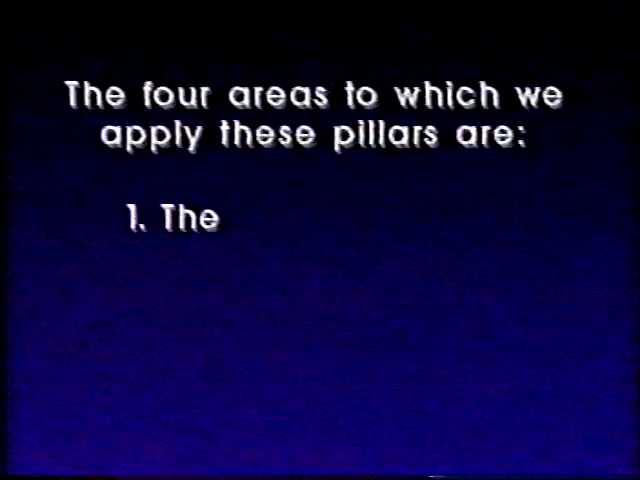 The four areas to which we
apply these pillars are:
1. The